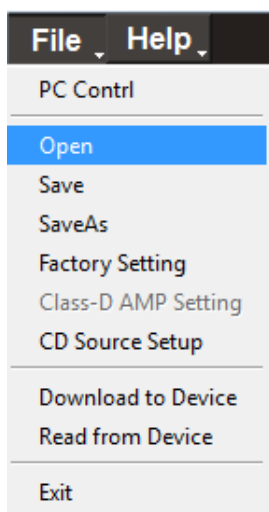 File Help
PC Contrl
Open
Save
SaveAs
Factory Setting
Class-D AMP Setting
CD Source Setup
Download to Device
Read from Device
Exit